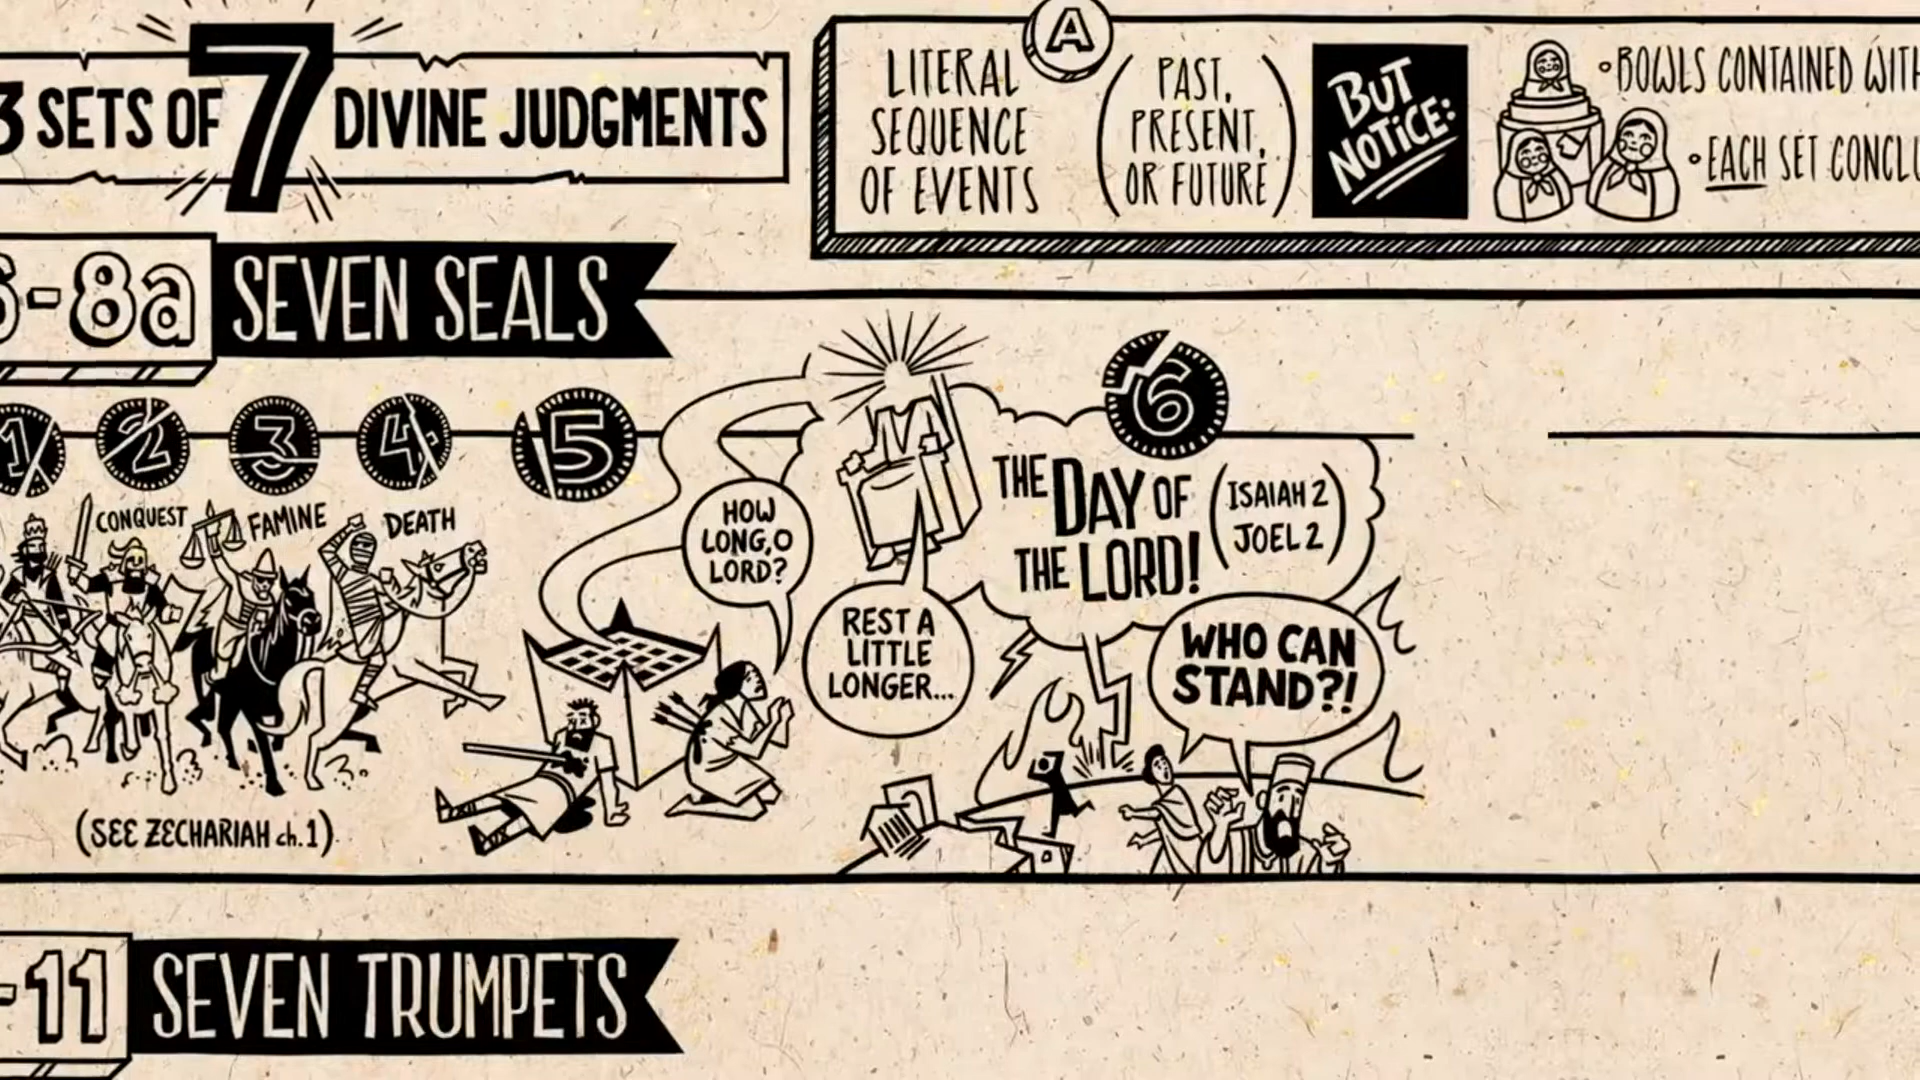 3 SETS OF 7 DIVINE JUDGMENTS
A
LITERAL
SEQUENCE
OF EVENTS
(PAST,
PRESENT,
OR FUTURE)
BUT
NOTICE:
•BOWLS CONTAINED WITH
•EACH SET CONCLU
6-8a SEVEN SEALS
1 2 3 4 5 6
CONQUEST
FAMINE
DEATH
(SEE ZECHARIAH ch.1)
HOW
LONG,O
LORD?
REST A
LITTLE
LONGER...
THE DAY OF
THE LORD!
(ISAIAH 2
JOEL 2)
WHO CAN
STAND?!
-11 SEVEN TRUMPETS